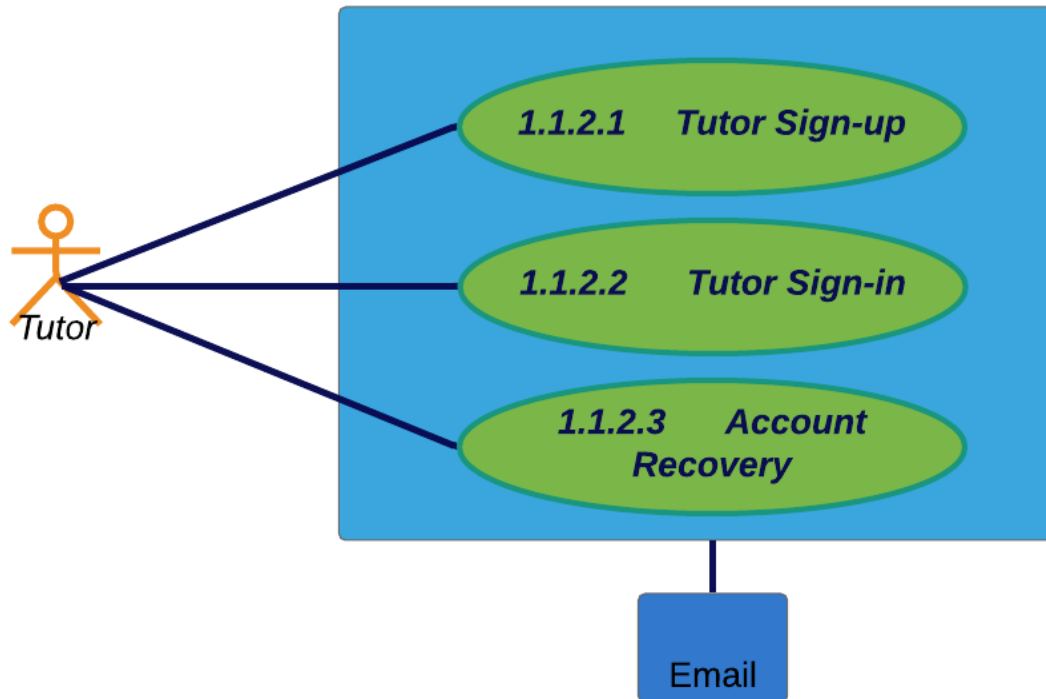 1.1.2.1 Tutor Sign-up
1.1.2.2 Tutor Sign-in
Tutor
1.1.2.3 Account
Recovery
Email